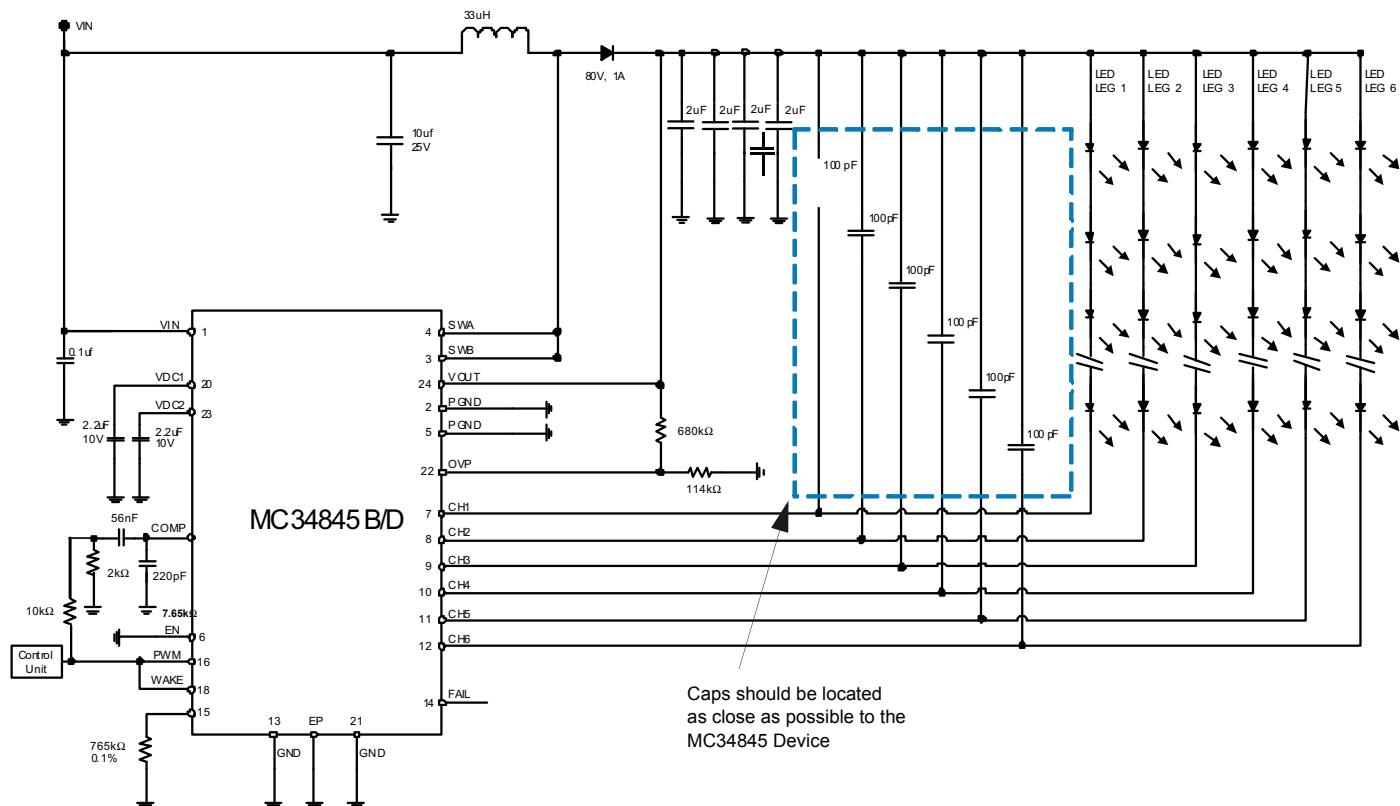 VIN
33uH
80V, 1A
10uf
25V
2uF
2uF
2uF
2uF
LED
LEG 1
LED
LEG 2
LED
LEG 3
LED
LEG 4
LED
LEG 5
LED
LEG 6
100 pF
100pF
100pF
100 pF
100pF
100 pF
VIN
1
0.1uf
VDC1
20
VDC2
23
2.2uF
10V
2.2uF
10V
4
SWA
3
SWB
24
VOUT
2
PGND
5
PGND
680kΩ
22
OVP
114kΩ
MC34845 B/D
7
CH1
8
CH2
9
CH3
10
CH4
11
CH5
12
CH6
56nF
COMP
2kΩ
220pF
10kΩ
7.65kΩ
EN
6
Control
Unit
PWM
16
WAKE
18
15
765kΩ
0.1%
14
FAIL
13
EP
21
GND
GND
Caps should be located
as close as possible to the
MC34845 Device